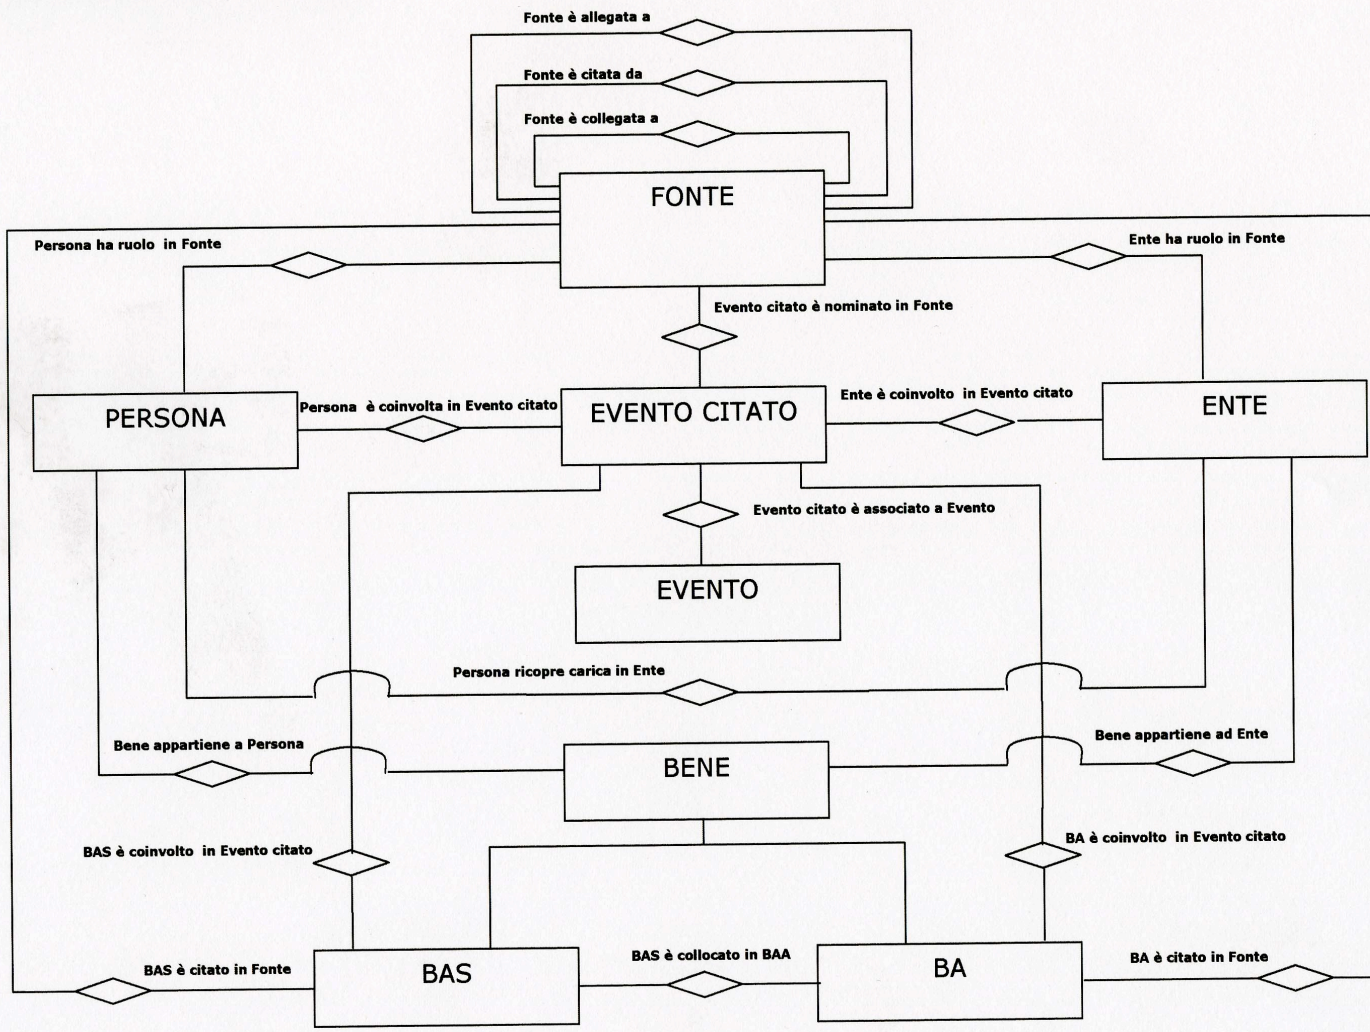 Fonte è allegata a
Fonte è citata da
Fonte è collegata a
FONTE
Persona ha ruolo in Fonte
Ente ha ruolo in Fonte
Evento citato è nominato in Fonte
PERSONA
Persona è coinvolta in Evento citato
EVENTO CITATO
Ente è coinvolto in Evento citato
ENTE
Evento citato è associato a Evento
EVENTO
Persona ricopre carica in Ente
Bene appartiene a Persona
BENE
Bene appartiene ad Ente
BAS è coinvolto in Evento citato
BA è coinvolto in Evento citato
BAS è citato in Fonte
BAS
BAS è collocato in BAA
BA
BA è citato in Fonte